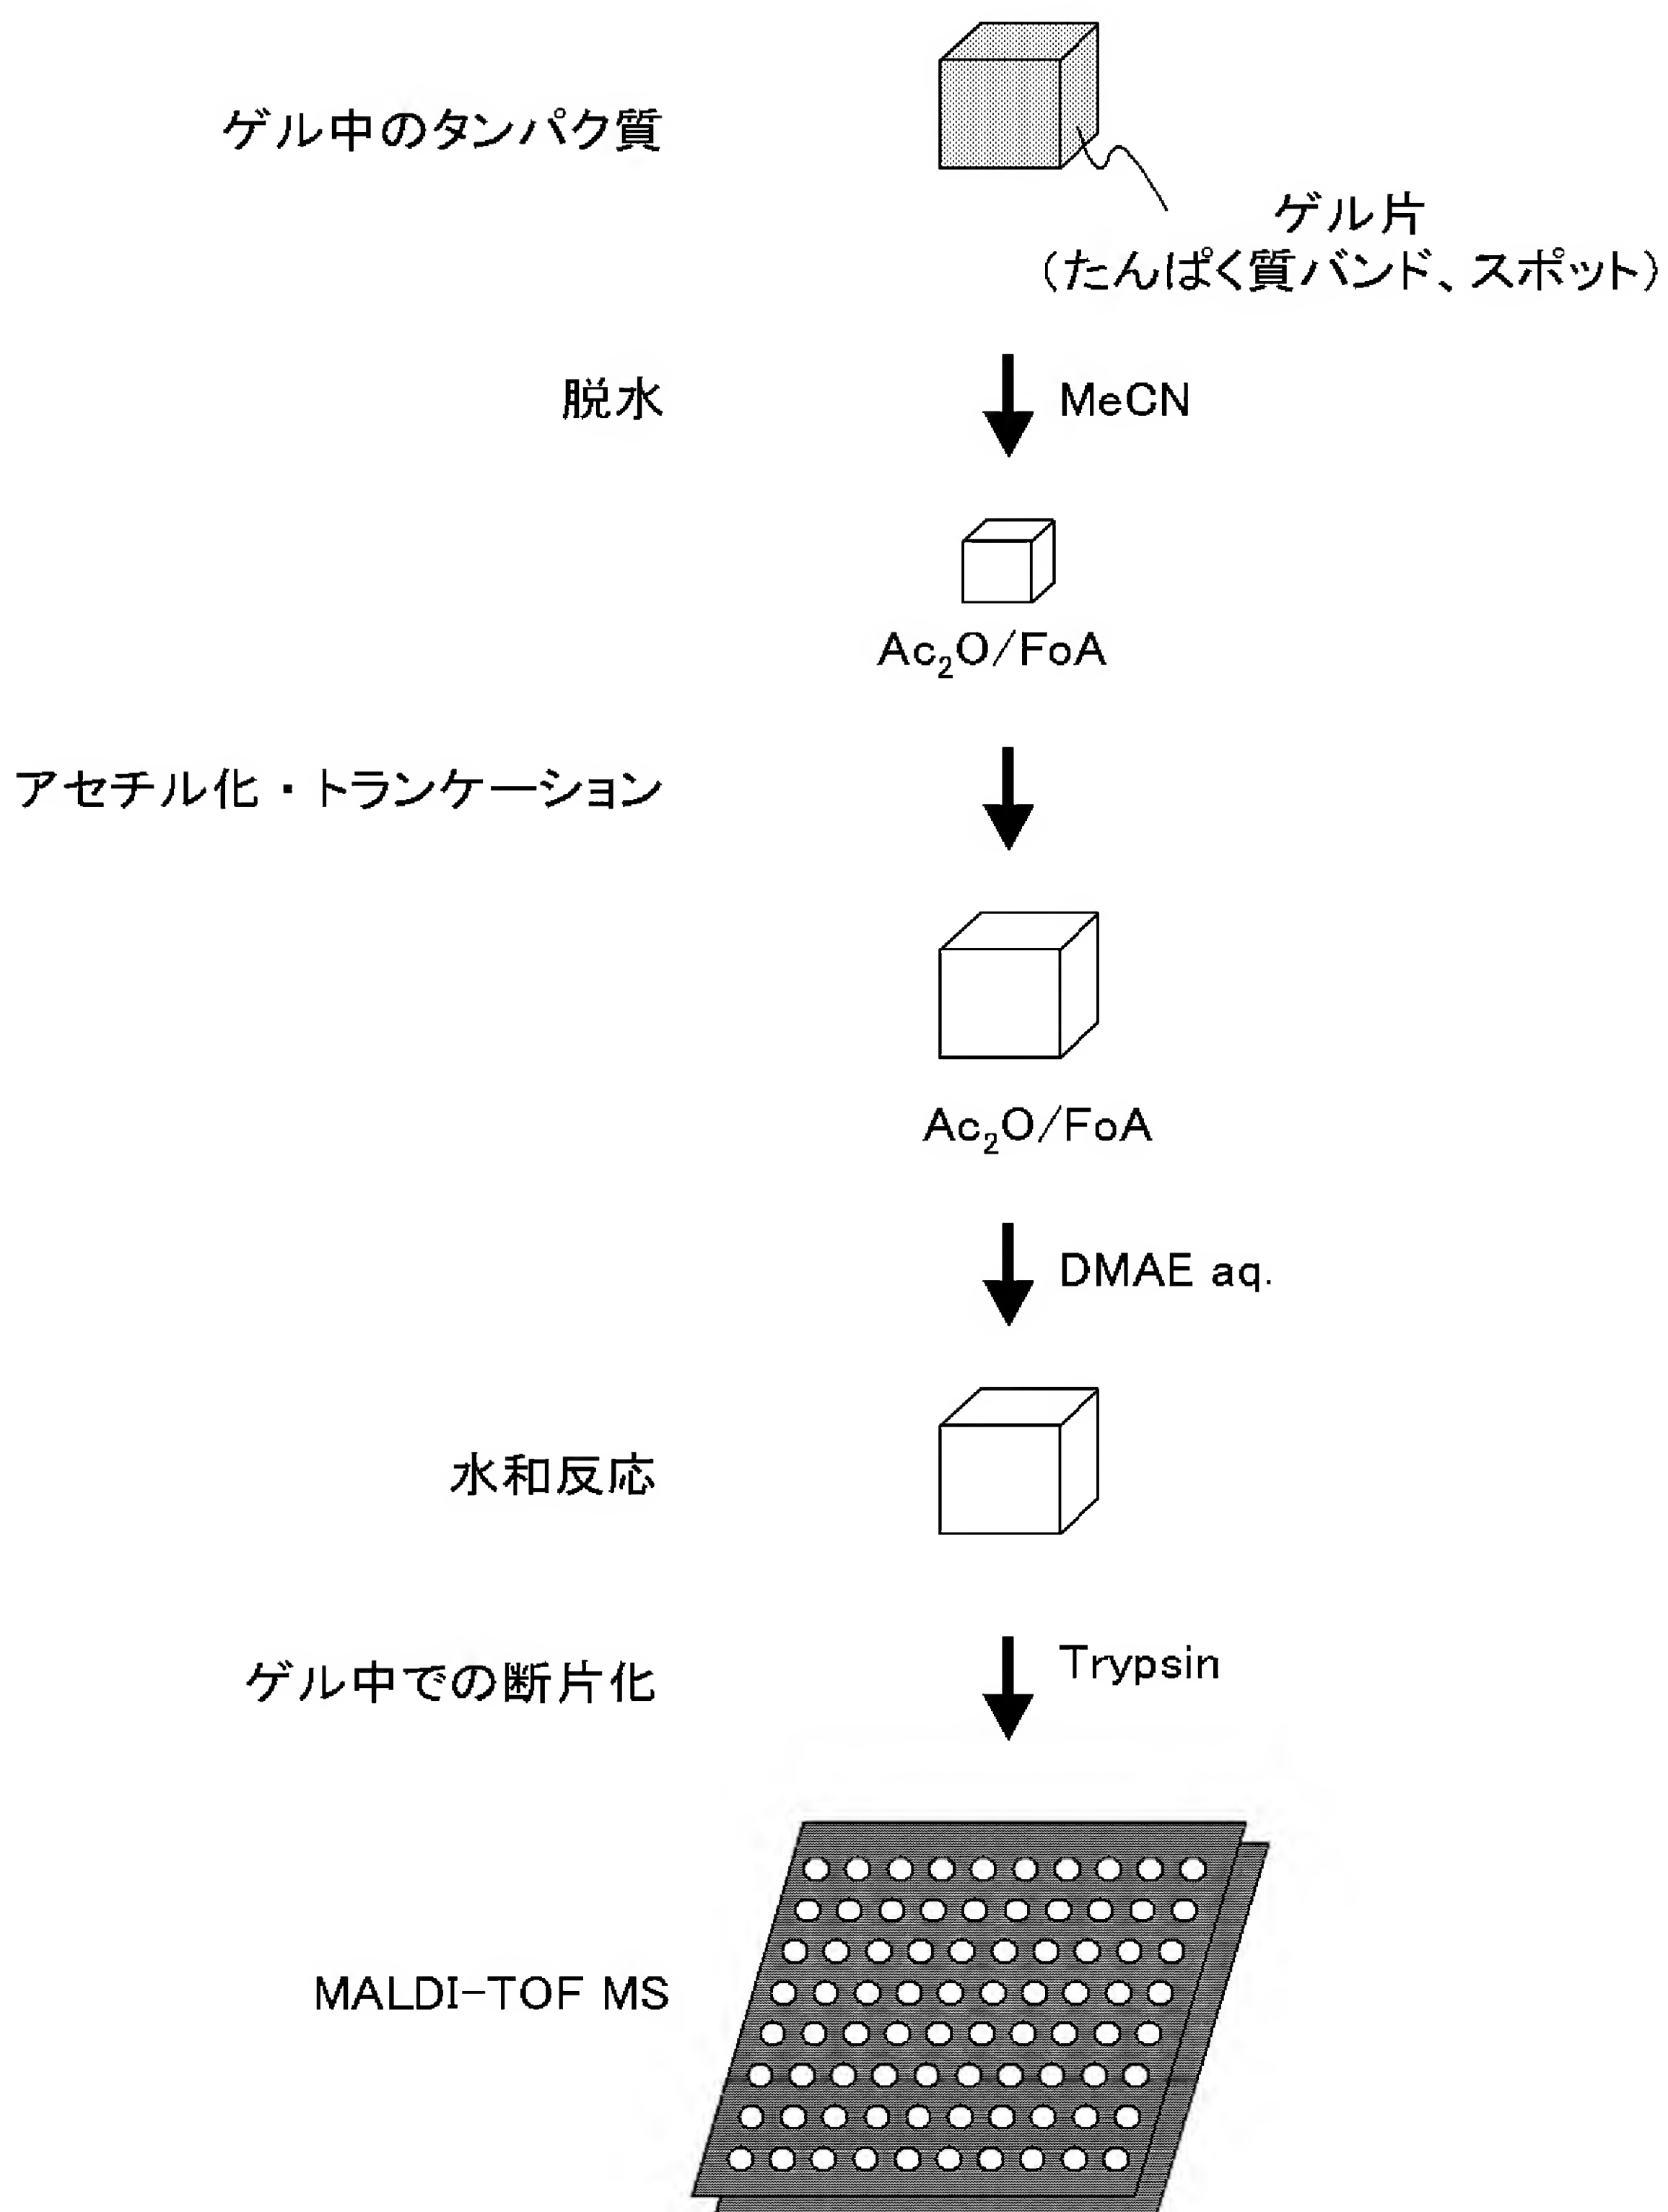 ゲル中のタンパク質
ゲル片
（たんぱく質バンド、スポット）
脱水
MeCN
Ac₂O/FoA
アセチル化・トランケーション
Ac₂O/FoA
DMAE aq.
水和反応
ゲル中での断片化
Trypsin
MALDI-TOF MS